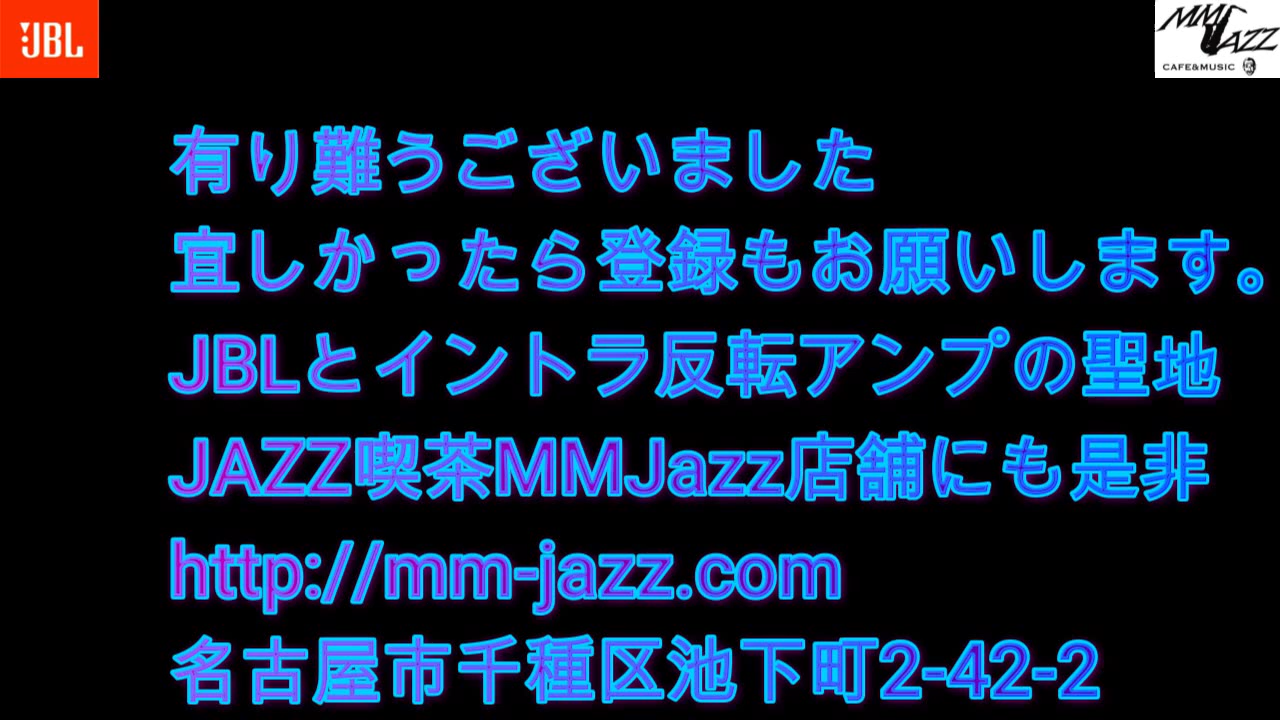 JBL
MMJAZZ
CAFE&MUSIC
有り難うございました
宜しかったら登録もお願いします。
JBLとイントラ反転アンプの聖地
JAZZ喫茶MMJazz店舗にも是非
http://mm-jazz.com
名古屋市千種区池下町2-42-2